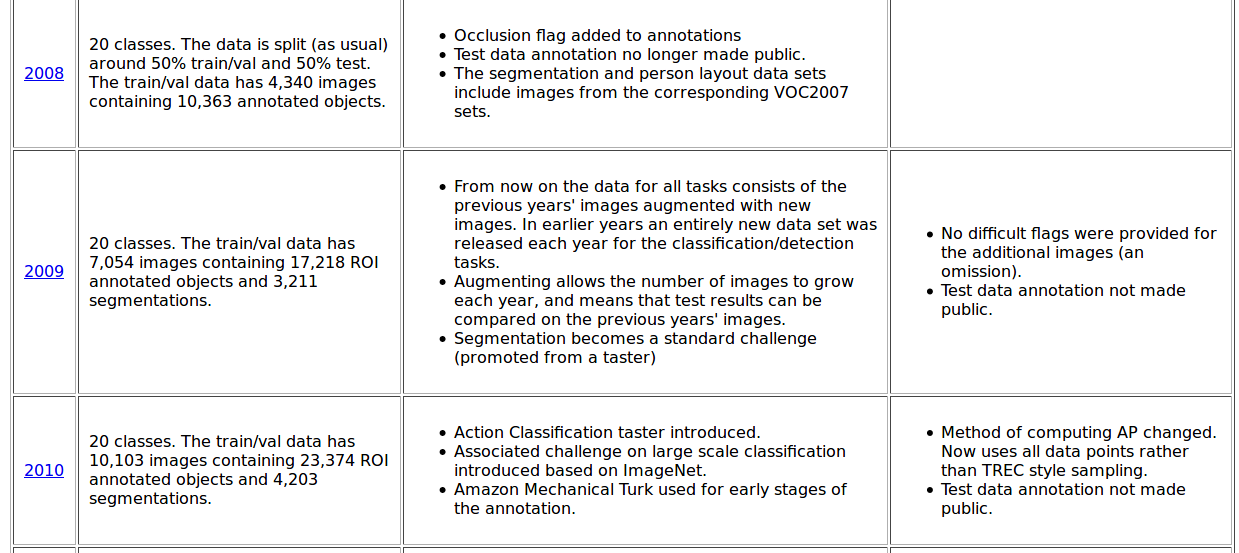 2008
20 classes. The data is split (as usual)
around 50% train/val and 50% test.
The train/val data has 4,340 images
containing 10,363 annotated objects.
• Occlusion flag added to annotations
• Test data annotation no longer made public.
• The segmentation and person layout data sets
include images from the corresponding VOC2007
sets.
2009
20 classes. The train/val data has
7,054 images containing 17,218 ROI
annotated objects and 3,211
segmentations.
• From now on the data for all tasks consists of the
previous years' images augmented with new
images. In earlier years an entirely new data set was
released each year for the classification/detection
tasks.
• Augmenting allows the number of images to grow
each year, and means that test results can be
compared on the previous years' images.
• Segmentation becomes a standard challenge
(promoted from a taster)
• No difficult flags were provided for
the additional images (an
omission).
• Test data annotation not made
public.
2010
20 classes. The train/val data has
10,103 images containing 23,374 ROI
annotated objects and 4,203
segmentations.
• Action Classification taster introduced.
• Associated challenge on large scale classification
introduced based on ImageNet.
• Amazon Mechanical Turk used for early stages of
the annotation.
• Method of computing AP changed.
Now uses all data points rather
than TREC style sampling.
• Test data annotation not made
public.